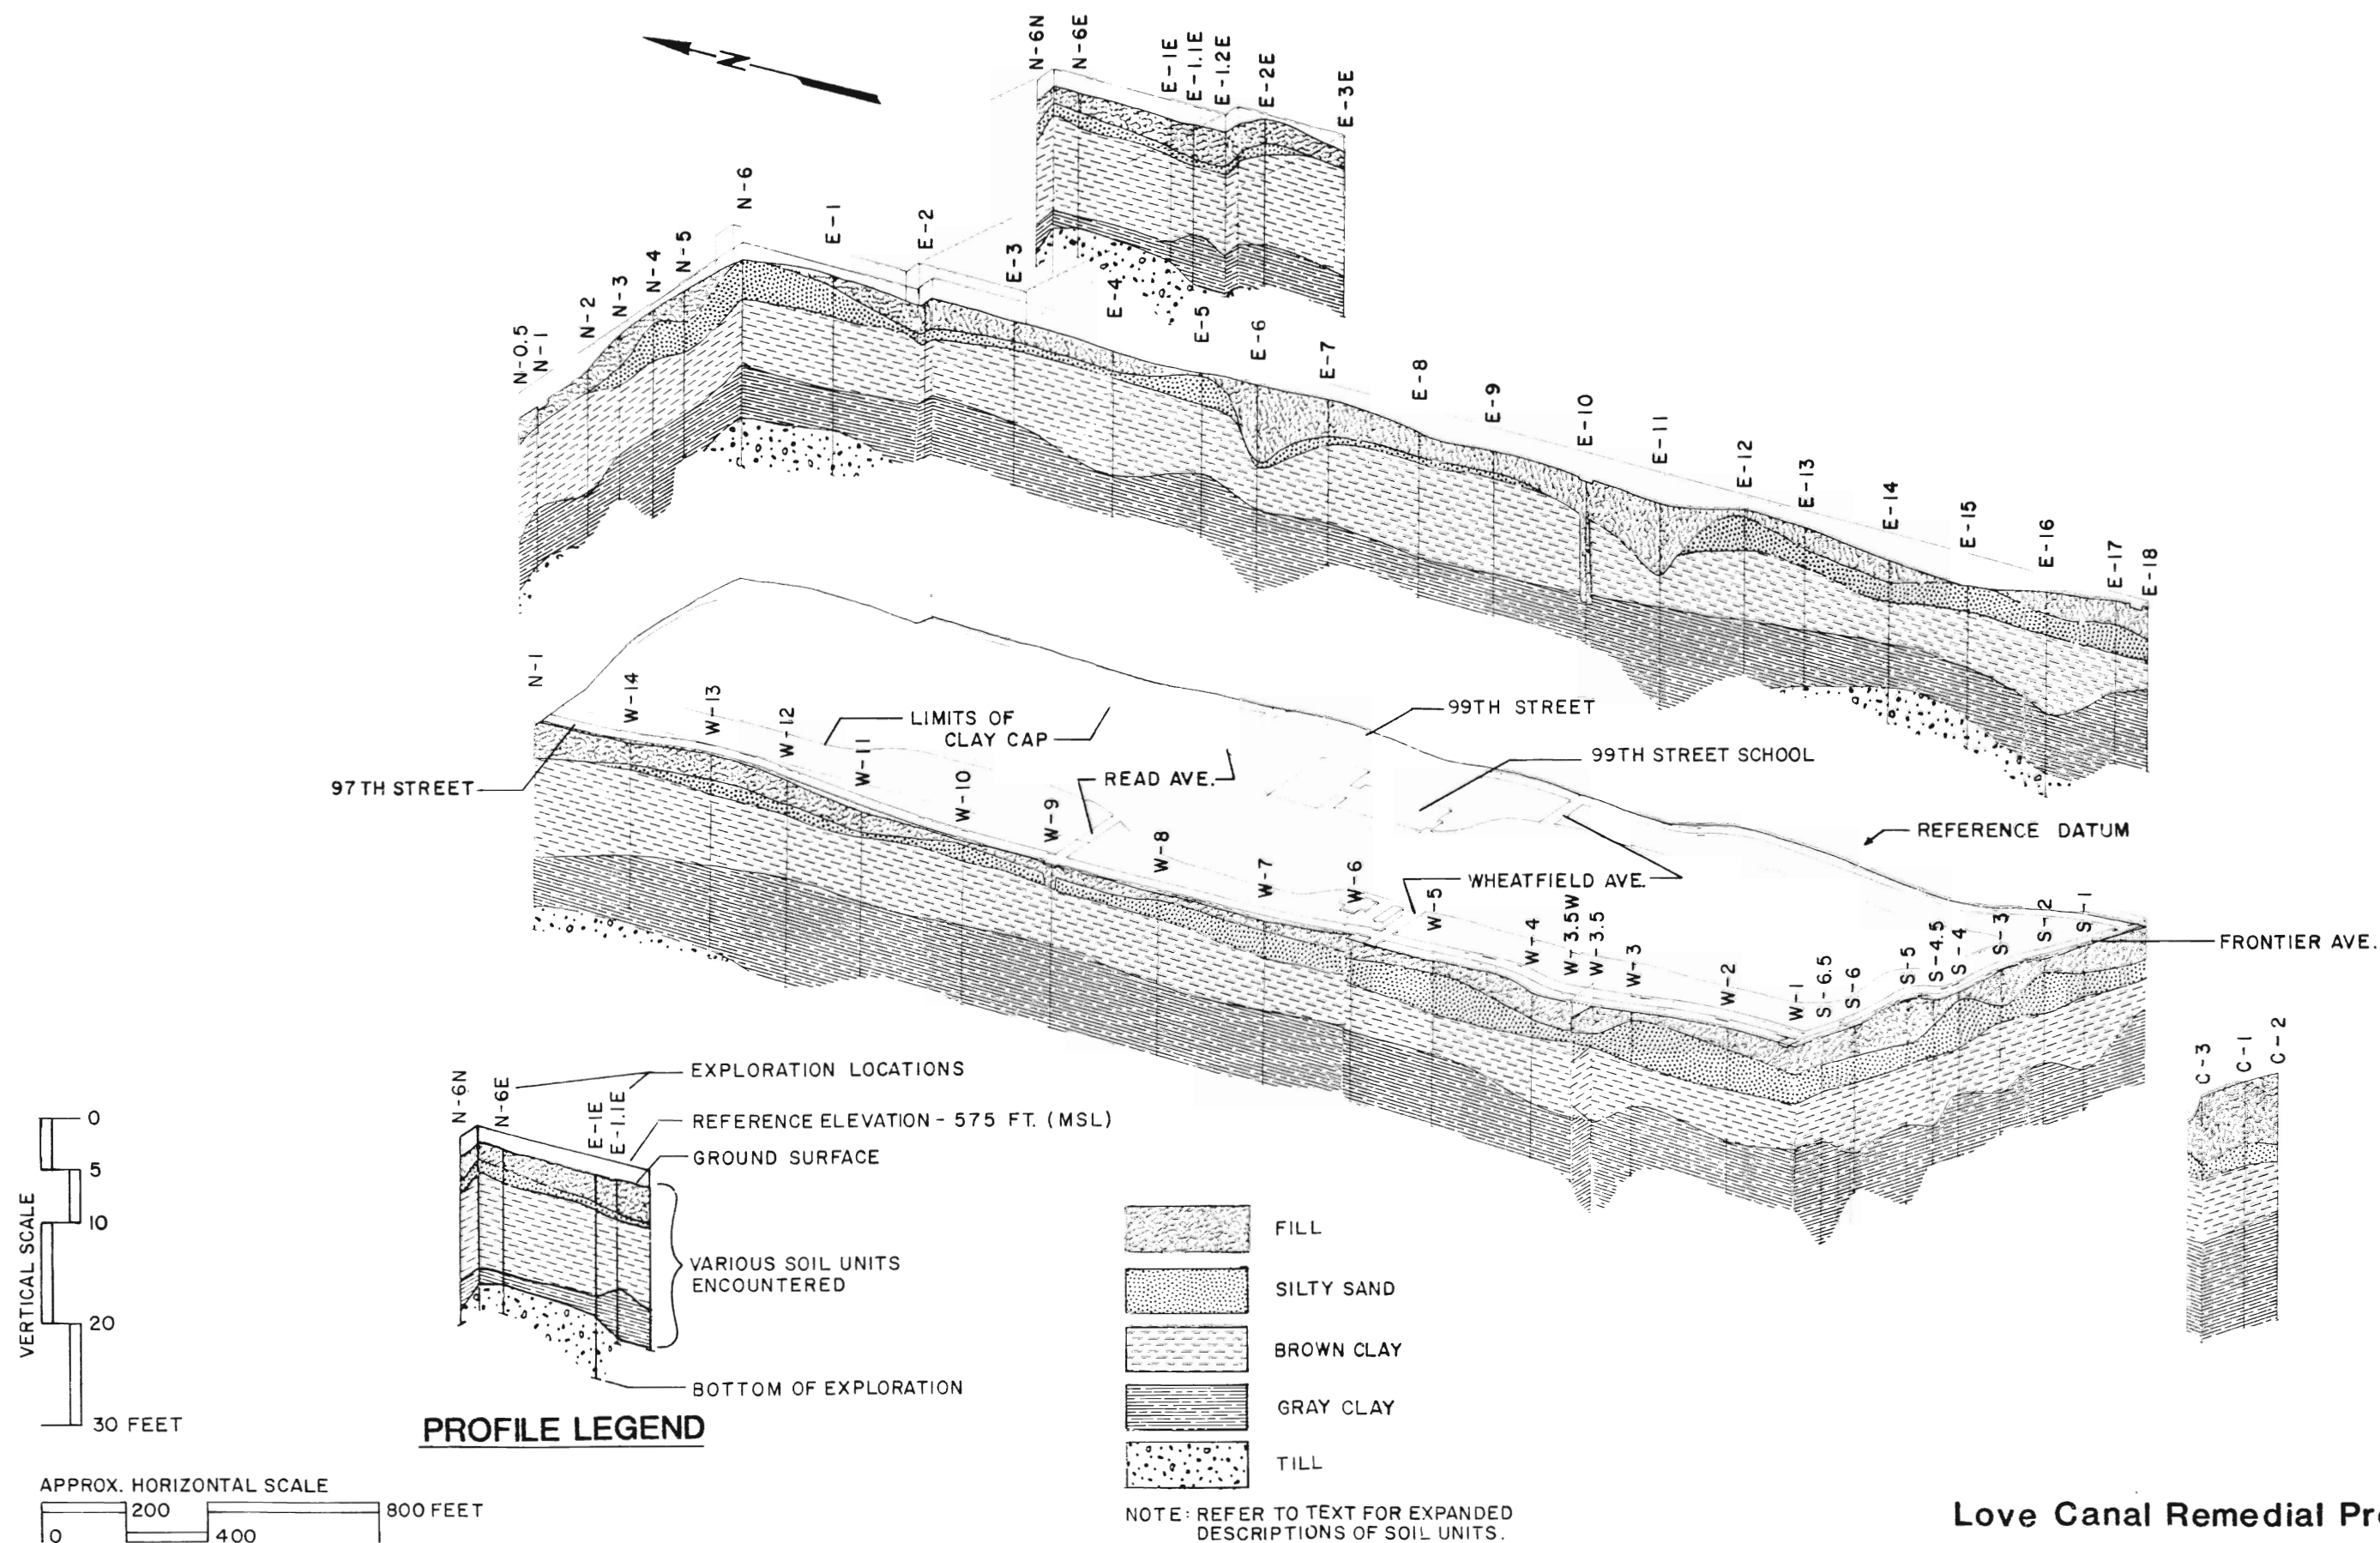 N
N-6N
N-6E
E-1E
E-1.1E
E-1.2E
E-2E
E-3E
N-0.5
N-1
N-2
N-3
N-4
N-5
N-6
E-1
E-2
E-3
E-4
E-5
E-6
E-7
E-8
E-9
E-10
E-11
E-12
E-13
E-14
E-15
E-16
E-17
E-18
N-1
W-14
W-13
W-12
W-11
W-10
W-9
W-8
W-7
W-6
W-5
W-4
W-3.5W
W-3.5
W-3
W-2
W-1
S-6.5
S-6
S-5
S-4.5
S-4
S-3
S-2
S-1
LIMITS OF
CLAY CAP
99TH STREET
99TH STREET SCHOOL
READ AVE.
97TH STREET
REFERENCE DATUM
WHEATFIELD AVE.
FRONTIER AVE.
C-3
C-1
C-2
VERTICAL SCALE
0
5
10
20
30 FEET
N-6N
N-6E
E-1E
E-1.1E
EXPLORATION LOCATIONS
REFERENCE ELEVATION - 575 FT. (MSL)
GROUND SURFACE
VARIOUS SOIL UNITS
ENCOUNTERED
BOTTOM OF EXPLORATION
PROFILE LEGEND
FILL
SILTY SAND
BROWN CLAY
GRAY CLAY
TILL
NOTE: REFER TO TEXT FOR EXPANDED
DESCRIPTIONS OF SOIL UNITS.
APPROX. HORIZONTAL SCALE
0
200
400
800 FEET
Love Canal Remedial Pr